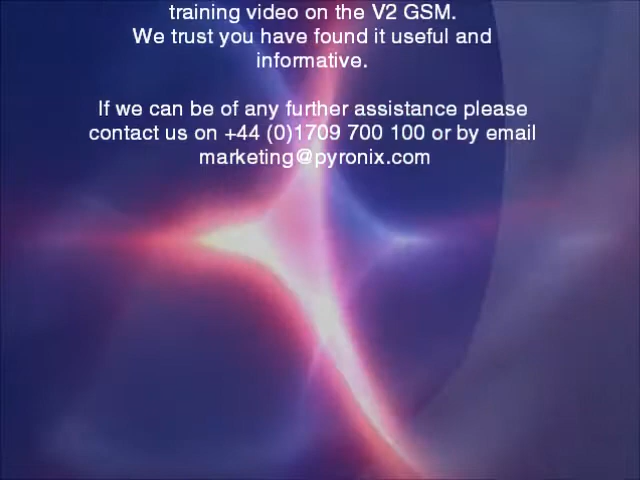 training video on the V2 GSM.
We trust you have found it useful and
informative.
If we can be of any further assistance please
contact us on +44 (0)1709 700 100 or by email
marketing@pyronix.com